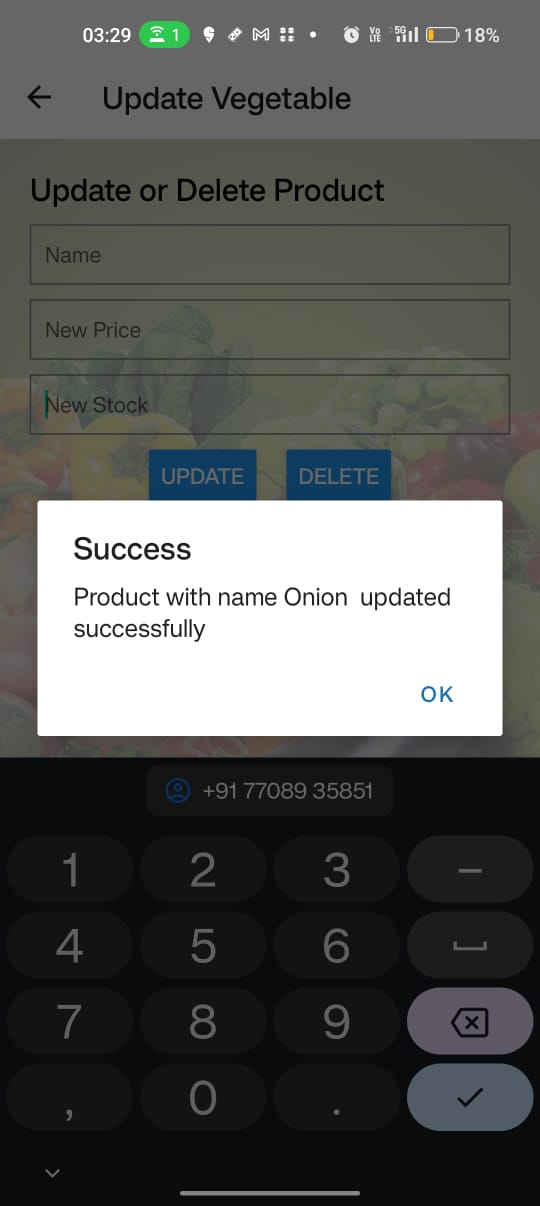 03:29 1 Vo LTE 5G 18%
Update Vegetable
Update or Delete Product
Name
New Price
New Stock
UPDATE DELETE
Success
Product with name Onion  updated
successfully
OK
+91 77089 35851
1 2 3 –
4 5 6
7 8 9
, 0 .